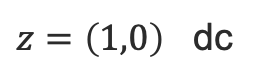 z = (1,0) dc